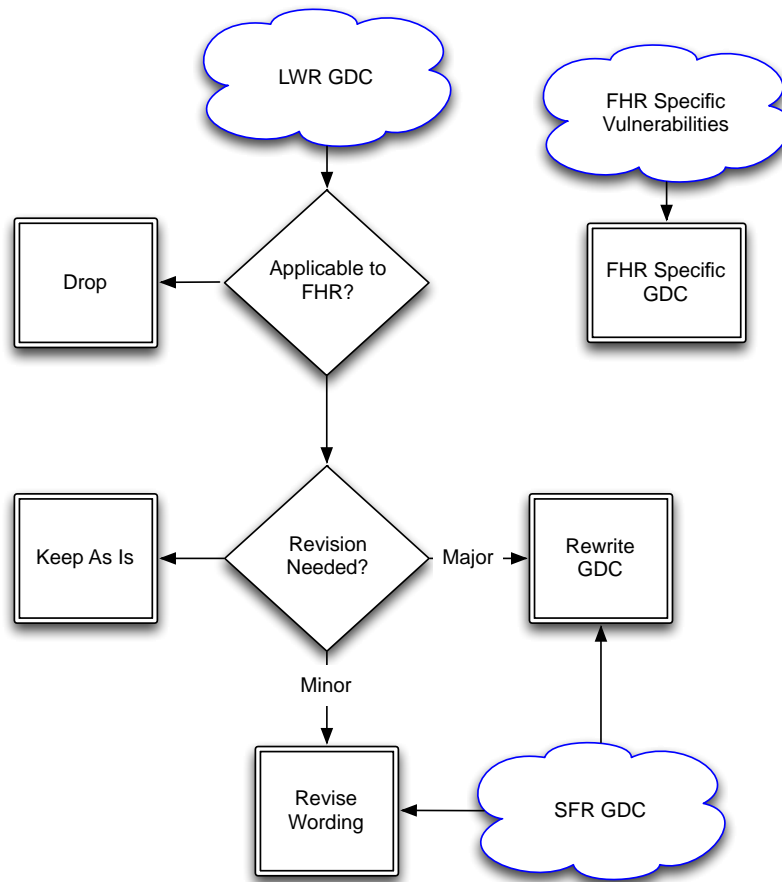 LWR GDC
FHR Specific
Vulnerabilities
Applicable to
FHR?
Drop
FHR Specific
GDC
Revision
Needed?
Keep As Is
Major
Rewrite
GDC
Minor
Revise
Wording
SFR GDC